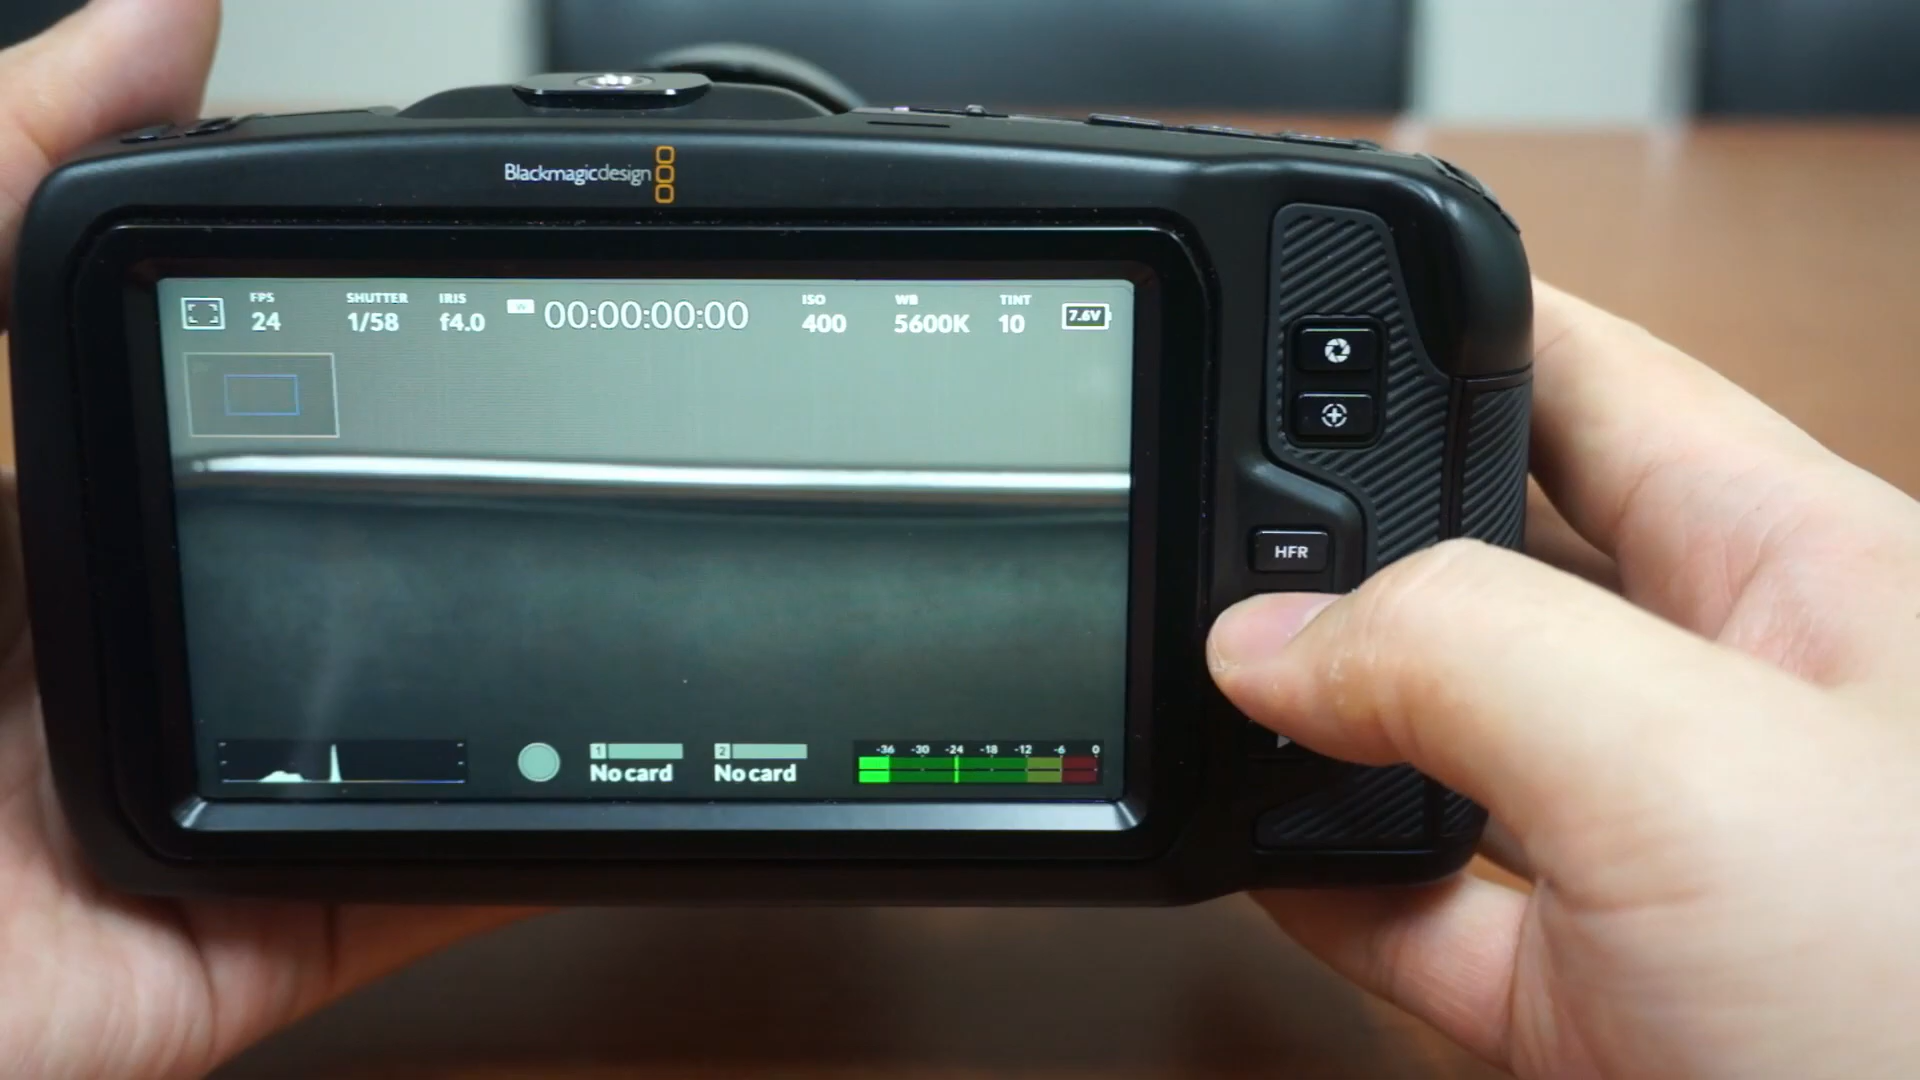 Blackmagicdesign
FPS SHUTTER IRIS ISO WB TINT
24 1/58 f4.0 W 00:00:00:00 400 5600K 10 7.6V
HFR
1 2
No card No card
-36 -30 -24 -18 -12 -6 0